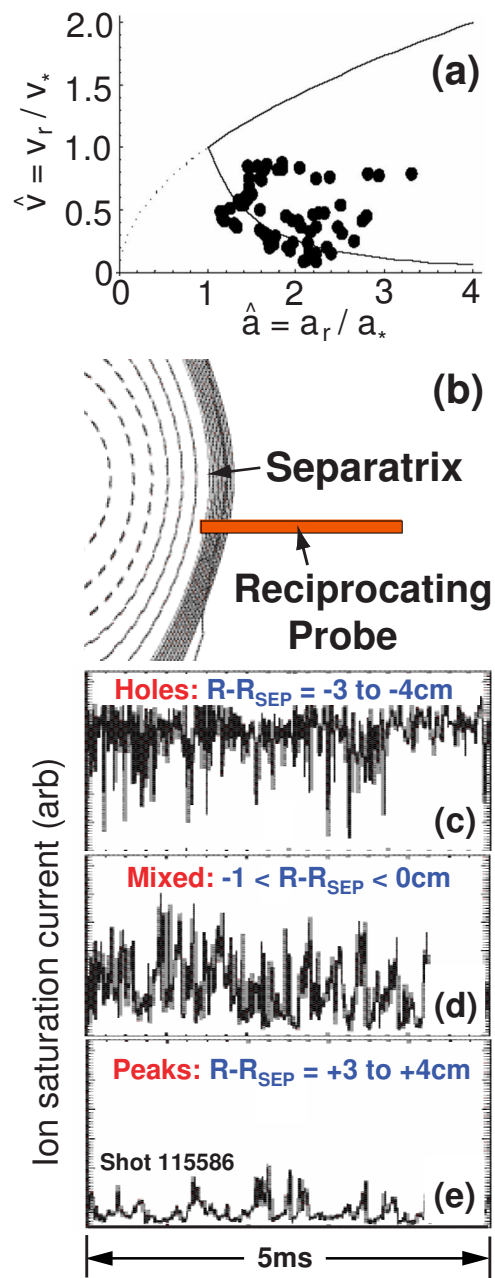 (a)
2.0
1.5
1.0
0.5
0
0 1 2 3 4
v̂ = v_r / v_*
â = a_r / a_*
(b)
Separatrix
Reciprocating
Probe
Ion saturation current (arb)
Holes: R-R_SEP = -3 to -4cm
(c)
Mixed: -1 < R-R_SEP < 0cm
(d)
Peaks: R-R_SEP = +3 to +4cm
Shot 115586
(e)
5ms